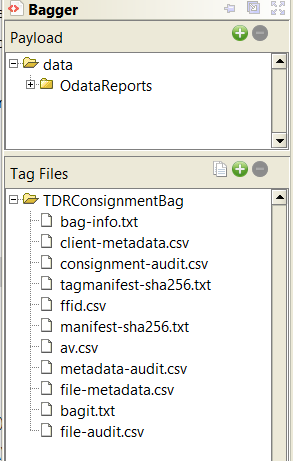 Bagger
Payload
data
OdataReports
Tag Files
TDRConsignmentBag
bag-info.txt
client-metadata.csv
consignment-audit.csv
tagmanifest-sha256.txt
ffid.csv
manifest-sha256.txt
av.csv
metadata-audit.csv
file-metadata.csv
bagit.txt
file-audit.csv